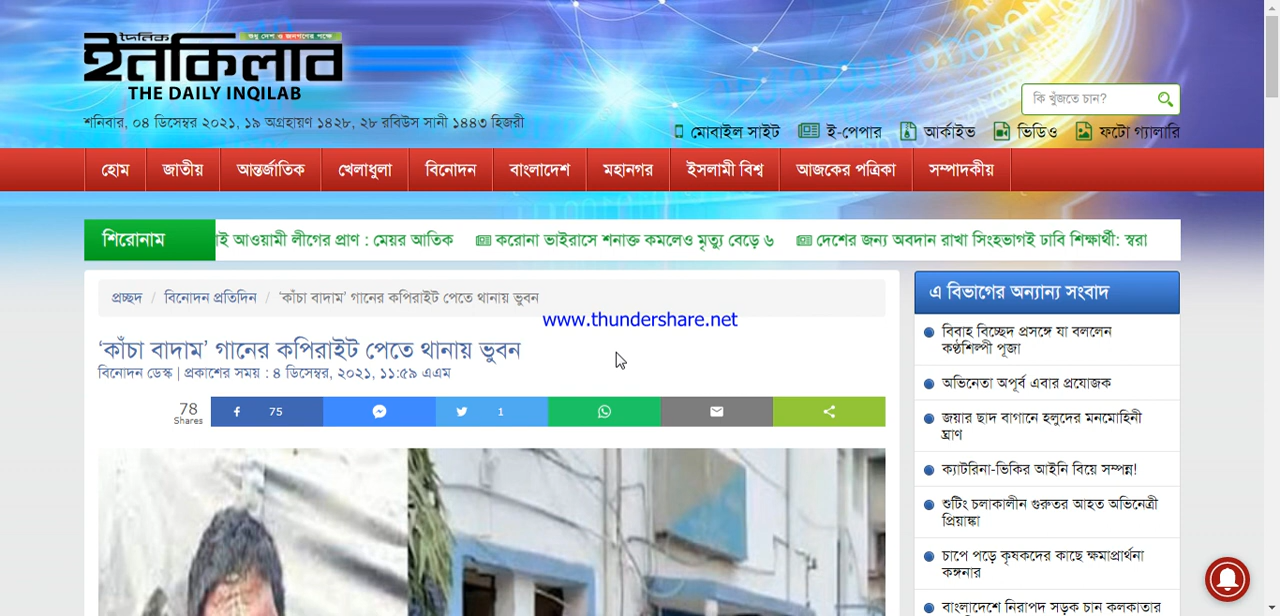 দৈনিক
শুধু দেশ ও জনগণের পক্ষে
ইনকিলাব
THE DAILY INQILAB
শনিবার, ০৪ ডিসেম্বর ২০২১, ১৯ অগ্রহায়ণ ১৪২৮, ২৮ রবিউস সানী ১৪৪৩ হিজরী
কি খুঁজতে চান?
মোবাইল সাইট ই-পেপার আর্কাইভ ভিডিও ফটো গ্যালারি
হোম জাতীয় আন্তর্জাতিক খেলাধুলা বিনোদন বাংলাদেশ মহানগর ইসলামী বিশ্ব আজকের পত্রিকা সম্পাদকীয়
শিরোনাম াই আওয়ামী লীগের প্রাণ : মেয়র আতিক করোনা ভাইরাসে শনাক্ত কমলেও মৃত্যু বেড়ে ৬ দেশের জন্য অবদান রাখা সিংহভাগই ঢাবি শিক্ষার্থী: স্বরা
প্রচ্ছদ / বিনোদন প্রতিদিন / ‘কাঁচা বাদাম’ গানের কপিরাইট পেতে থানায় ভুবন
www.thundershare.net
‘কাঁচা বাদাম’ গানের কপিরাইট পেতে থানায় ভুবন
বিনোদন ডেস্ক | প্রকাশের সময় : ৪ ডিসেম্বর, ২০২১, ১১:৫৯ এএম
78
Shares
75
1
এ বিভাগের অন্যান্য সংবাদ
বিবাহ বিচ্ছেদ প্রসঙ্গে যা বললেন
কণ্ঠশিল্পী পূজা
অভিনেতা অপূর্ব এবার প্রযোজক
জয়ার ছাদ বাগানে হলুদের মনমোহিনী
ঘ্রাণ
ক্যাটরিনা-ভিকির আইনি বিয়ে সম্পন্ন!
শুটিং চলাকালীন গুরুতর আহত অভিনেত্রী
প্রিয়াঙ্কা
চাপে পড়ে কৃষকদের কাছে ক্ষমাপ্রার্থনা
কঙ্গনার
বাংলাদেশে নিরাপদ সড়ক চান কলকাতার